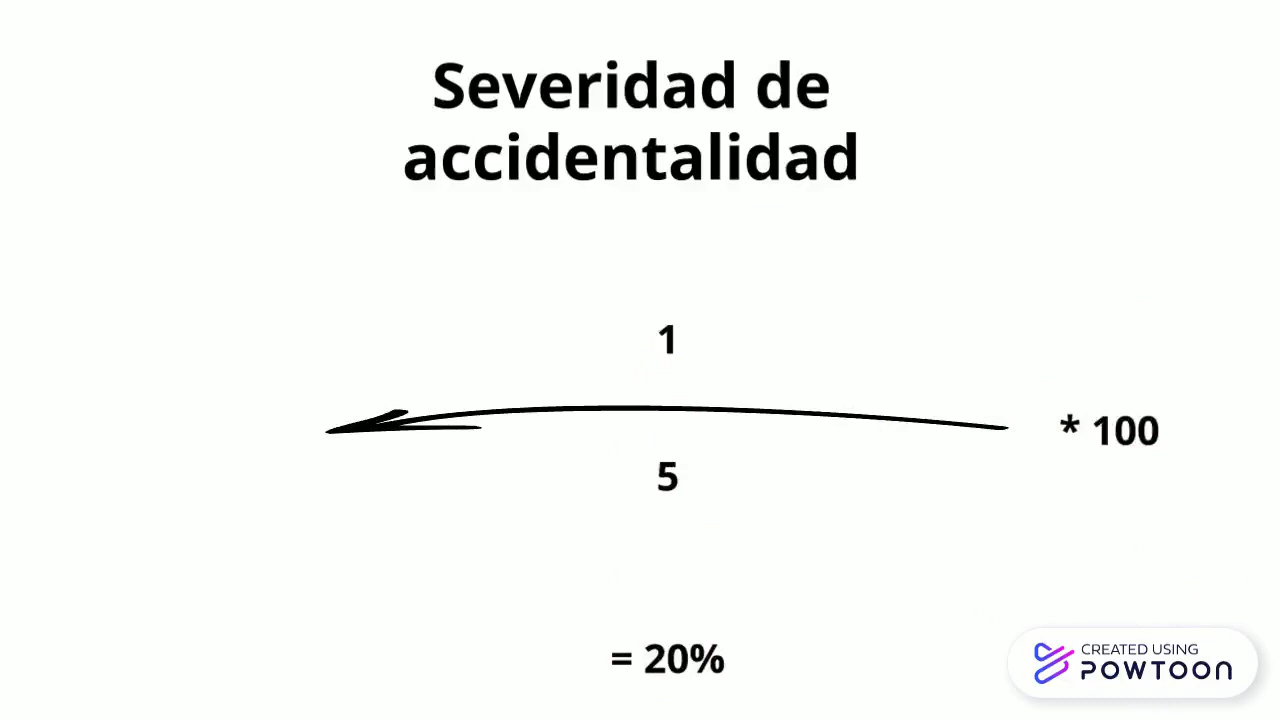 Severidad de
accidentalidad
1
* 100
5
= 20%
CREATED USING
POWTOON